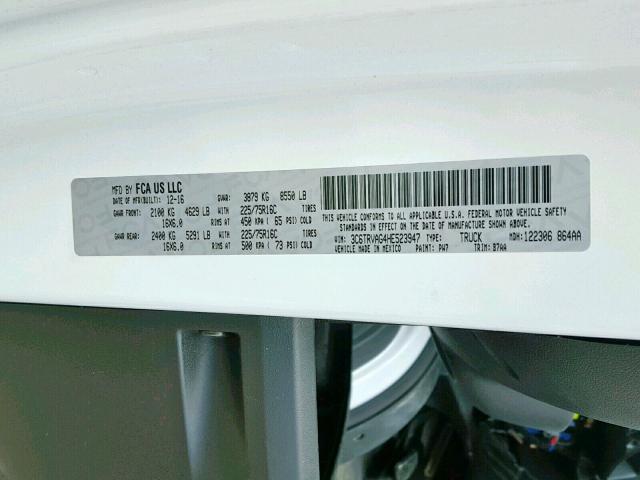 MFD BY FCA US LLC
DATE OF MFR(BUILT): 12-16 GVWR: 3879 KG 8550 LB
GAWR FRONT: 2100 KG 4629 LB WITH 225/75R16C TIRES
16X6.0 RIMS AT 450 KPA ( 65 PSI) COLD
GAWR REAR: 2400 KG 5291 LB WITH 225/75R16C TIRES
16X6.0 RIMS AT 500 KPA ( 73 PSI) COLD
THIS VEHICLE CONFORMS TO ALL APPLICABLE U.S.A. FEDERAL MOTOR VEHICLE SAFETY
STANDARDS IN EFFECT ON THE DATE OF MANUFACTURE SHOWN ABOVE.
VIN: 3C6TRVAG4HE523947 TYPE: TRUCK MDH: 122306 864AA
VEHICLE MADE IN MEXICO PAINT: PW7 TRIM: B7AA